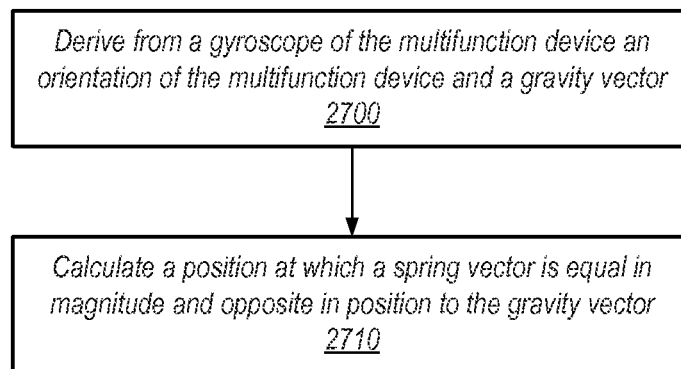 Derive from a gyroscope of the multifunction device an
orientation of the multifunction device and a gravity vector
2700
Calculate a position at which a spring vector is equal in
magnitude and opposite in position to the gravity vector
2710